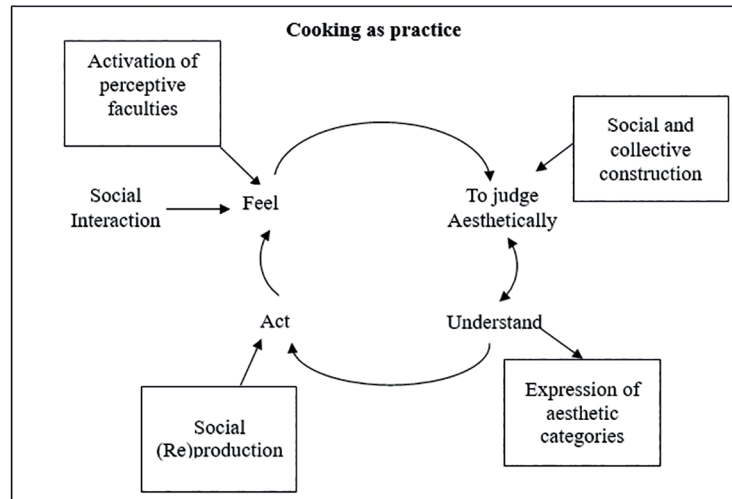 Cooking as practice
Activation of
perceptive
faculties
Social and
collective
construction
Social
Interaction
Feel
To judge
Aesthetically
Act
Understand
Social
(Re)production
Expression of
aesthetic
categories